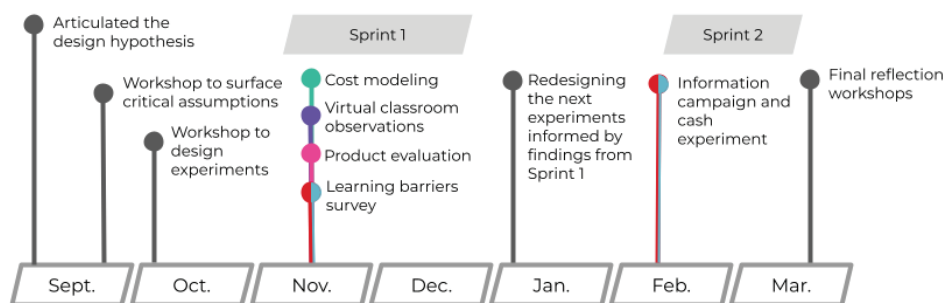 Articulated the
design hypothesis
Sprint 1
Sprint 2
Workshop to surface
critical assumptions
Workshop to
design
experiments
Cost modeling
Virtual classroom
observations
Product evaluation
Learning barriers
survey
Redesigning
the next
experiments
informed by
findings from
Sprint 1
Information
campaign and
cash
experiment
Final reflection
workshops
Sept.
Oct.
Nov.
Dec.
Jan.
Feb.
Mar.